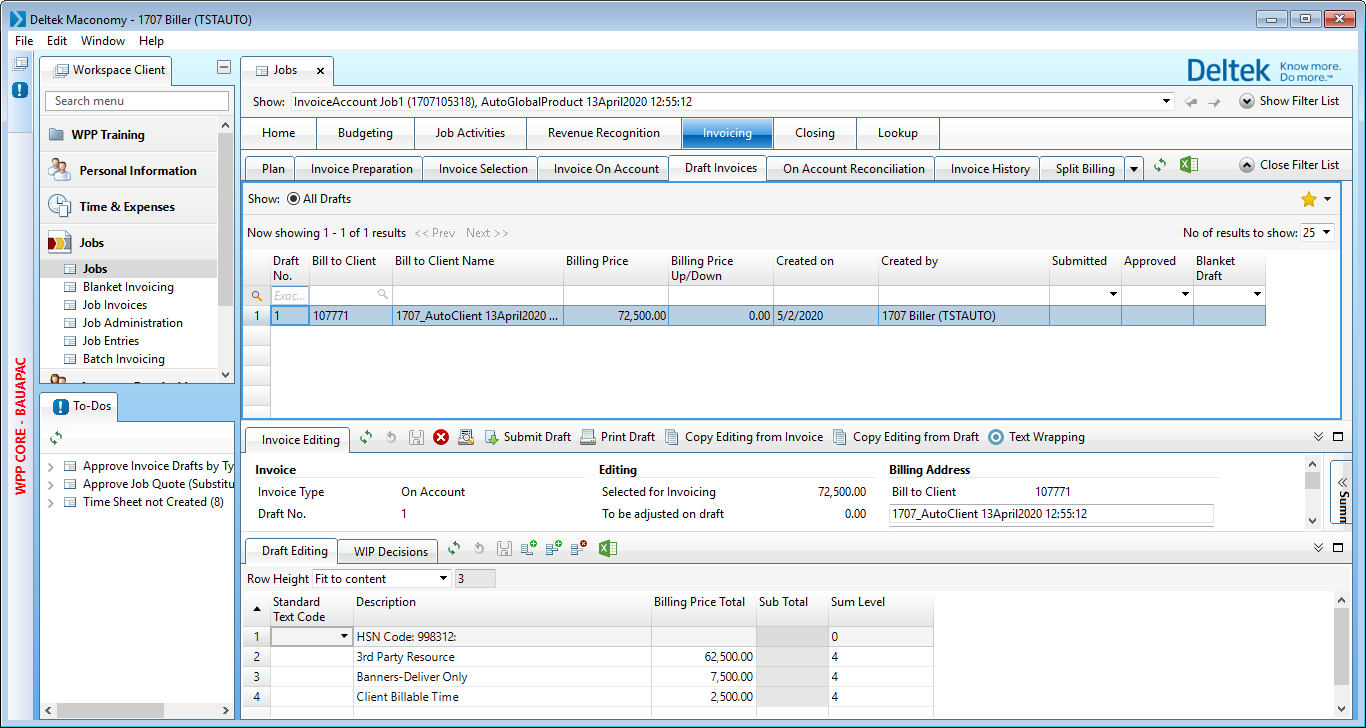 Deltek Maconomy - 1707 Biller (TSTAUTO)
File Edit Window Help
Workspace Client
Search menu
WPP Training
Personal Information
Time & Expenses
Jobs
Jobs
Blanket Invoicing
Job Invoices
Job Administration
Job Entries
Batch Invoicing
To-Dos
Approve Invoice Drafts by Ty
Approve Job Quote (Substitu
Time Sheet not Created (8)
WPP CORE - BAUAPAC
Jobs
Deltek Know more. Do more.™
Show: InvoiceAccount Job1 (1707105318), AutoGlobalProduct 13April2020 12:55:12 Show Filter List
Home Budgeting Job Activities Revenue Recognition Invoicing Closing Lookup
Plan Invoice Preparation Invoice Selection Invoice On Account Draft Invoices On Account Reconciliation Invoice History Split Billing Close Filter List
Show: All Drafts
Now showing 1 - 1 of 1 results << Prev Next >> No of results to show: 25
Draft No. Bill to Client Bill to Client Name Billing Price Billing Price Up/Down Created on Created by Submitted Approved Blanket Draft
Exac...
1 1 107771 1707_AutoClient 13April2020 ... 72,500.00 0.00 5/2/2020 1707 Biller (TSTAUTO)
Invoice Editing Submit Draft Print Draft Copy Editing from Invoice Copy Editing from Draft Text Wrapping
Invoice Editing Billing Address
Invoice Type On Account Selected for Invoicing 72,500.00 Bill to Client 107771
Draft No. 1 To be adjusted on draft 0.00 1707_AutoClient 13April2020 12:55:12
Draft Editing WIP Decisions
Row Height Fit to content 3
Standard Text Code Description Billing Price Total Sub Total Sum Level
1 HSN Code: 998312: 0
2 3rd Party Resource 62,500.00 4
3 Banners-Deliver Only 7,500.00 4
4 Client Billable Time 2,500.00 4